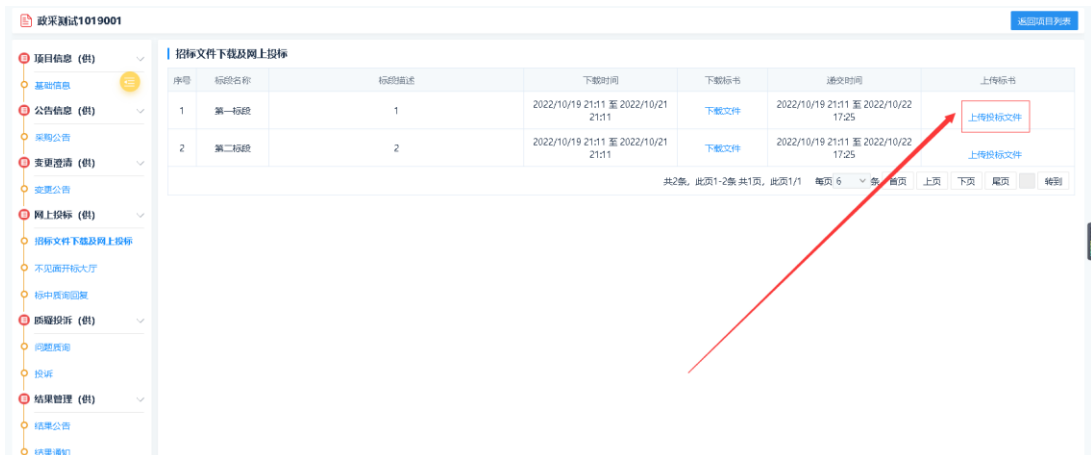 政采测试1019001
返回项目列表
项目信息（供）
基础信息
公告信息（供）
采购公告
变更澄清（供）
变更公告
网上投标（供）
招标文件下载及网上投标
不见面开标大厅
标中质询回复
质疑投诉（供）
问题质询
投诉
结果管理（供）
结果公告
结果通知
招标文件下载及网上投标
序号 标段名称 标段描述 下载时间 下载标书 递交时间 上传标书
1 第一标段 1 2022/10/19 21:11 至 2022/10/21 21:11 下载文件 2022/10/19 21:11 至 2022/10/22 17:25 上传投标文件
2 第二标段 2 2022/10/19 21:11 至 2022/10/21 21:11 下载文件 2022/10/19 21:11 至 2022/10/22 17:25 上传投标文件
共2条，此页1-2条 共1页，此页1/1 每页 6 条 首页 上页 下页 尾页 转到